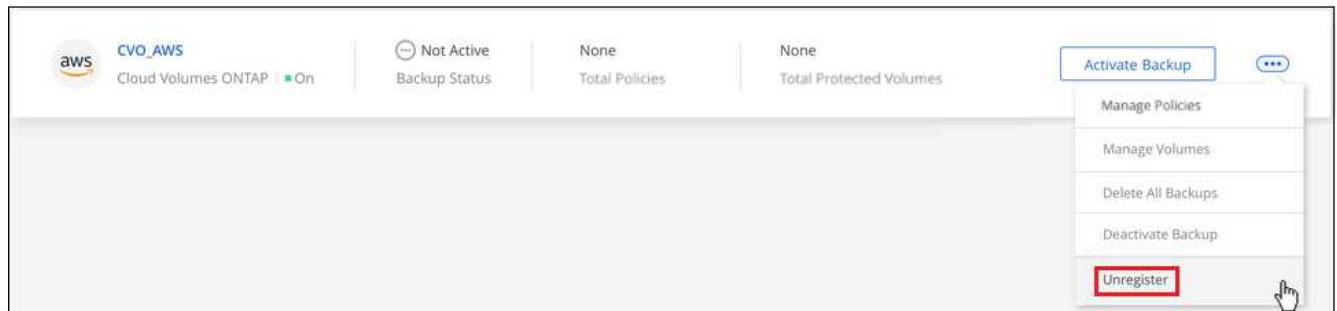 aws
CVO_AWS
Cloud Volumes ONTAP
On
Not Active
Backup Status
None
Total Policies
None
Total Protected Volumes
Activate Backup
Manage Policies
Manage Volumes
Delete All Backups
Deactivate Backup
Unregister